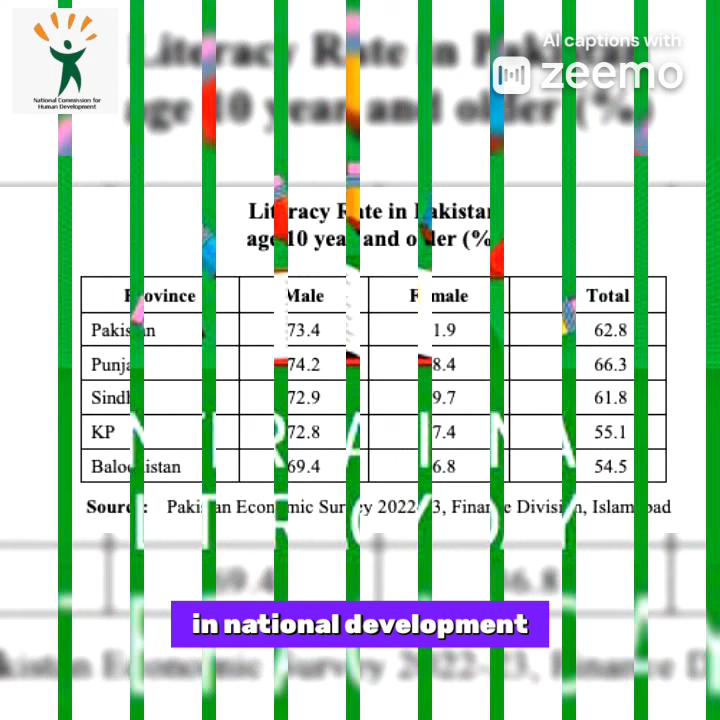 National Commission for
Human Development
AI captions with
zeemo
Literacy Rate in Pakistan
age 10 year and older (%)
Province Male Female Total
Pakistan 73.4 62.8
Punjab 74.2 66.3
Sindh 72.9 61.8
KP 72.8 55.1
Balochistan 69.4 54.5
Source: Pakistan Economic Survey 2022-23, Finance Division, Islamabad
in national development